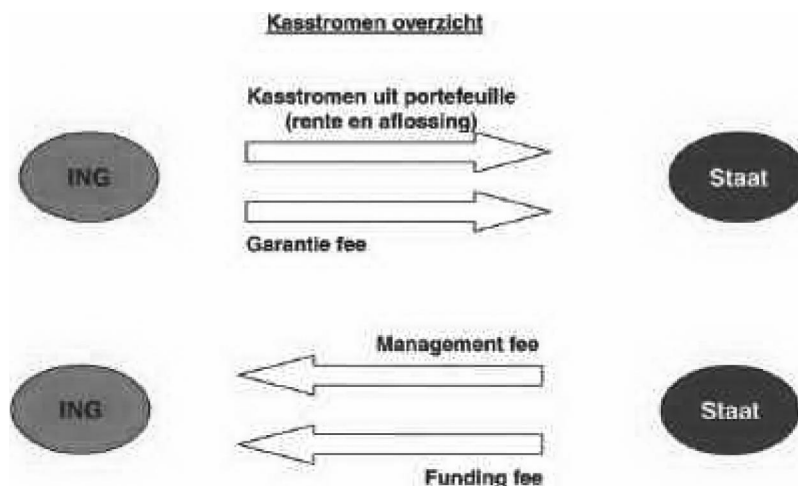 Kasstromen overzicht
Kasstromen uit portefeuille
(rente en aflossing)
ING
Staat
Garantie fee
Management fee
ING
Staat
Funding fee